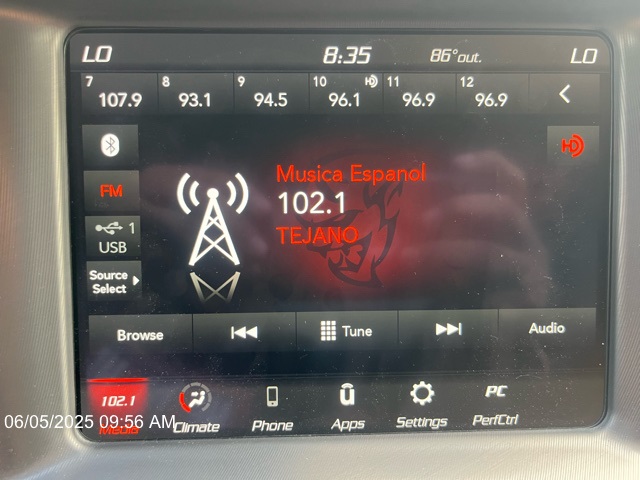 LO 8:35 86°out. LO
7 107.9 8 93.1 9 94.5 10 HD 96.1 11 96.9 12 96.9
HD
FM
Musica Espanol
102.1
TEJANO
1
USB
Source
Select
Browse Tune Audio
102.1 PC
06/05/2025 09:56 AM
Media Climate Phone Apps Settings PerfCtrl